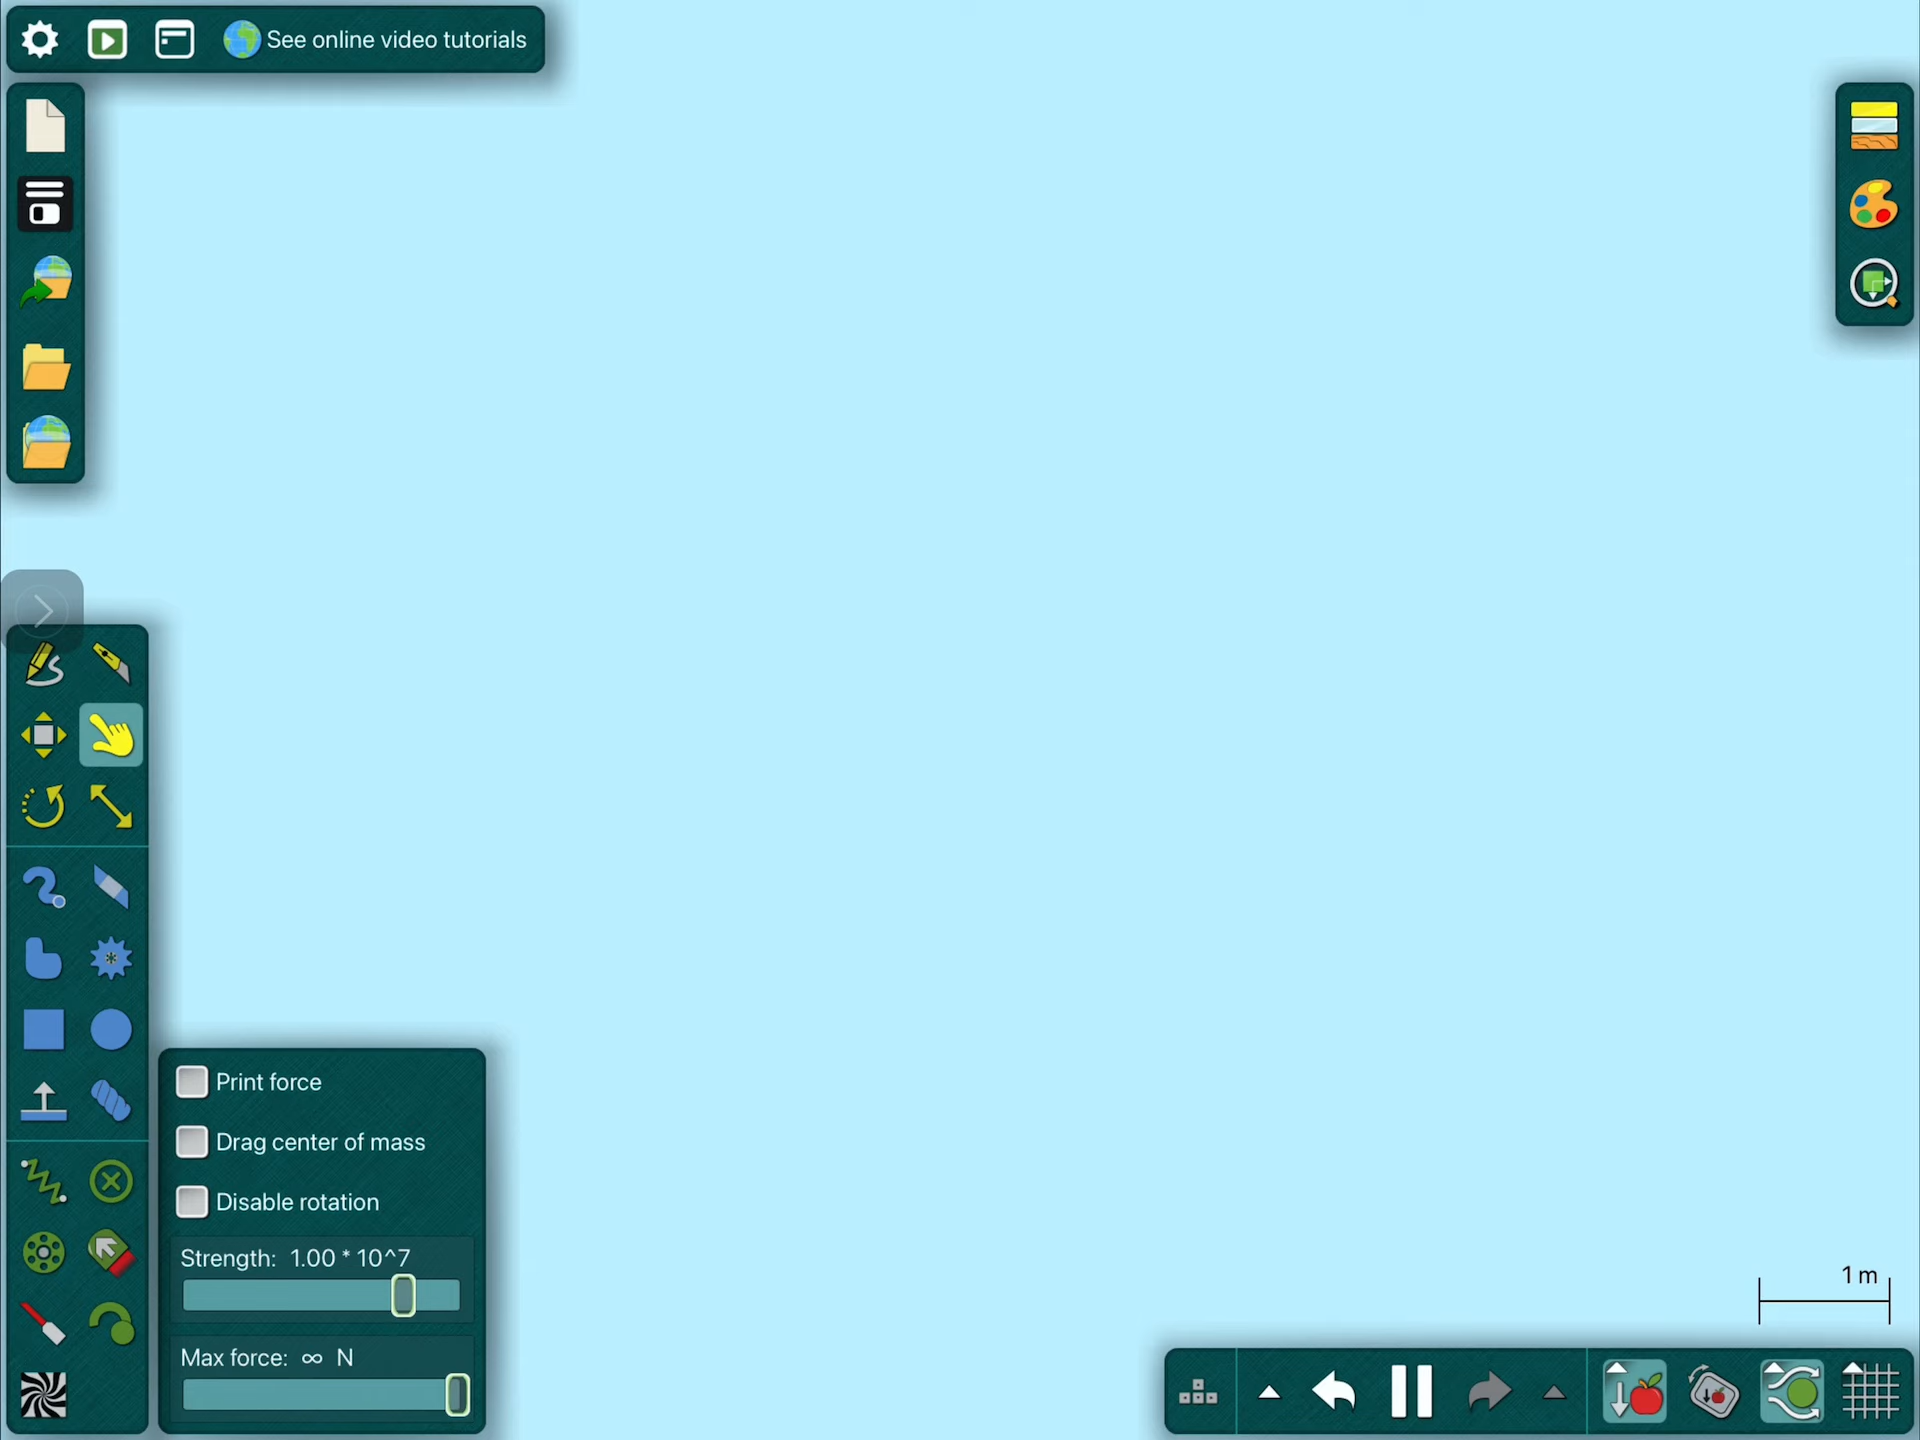 See online video tutorials
Print force
Drag center of mass
Disable rotation
Strength: 1.00 * 10^7
Max force: ∞ N
1 m